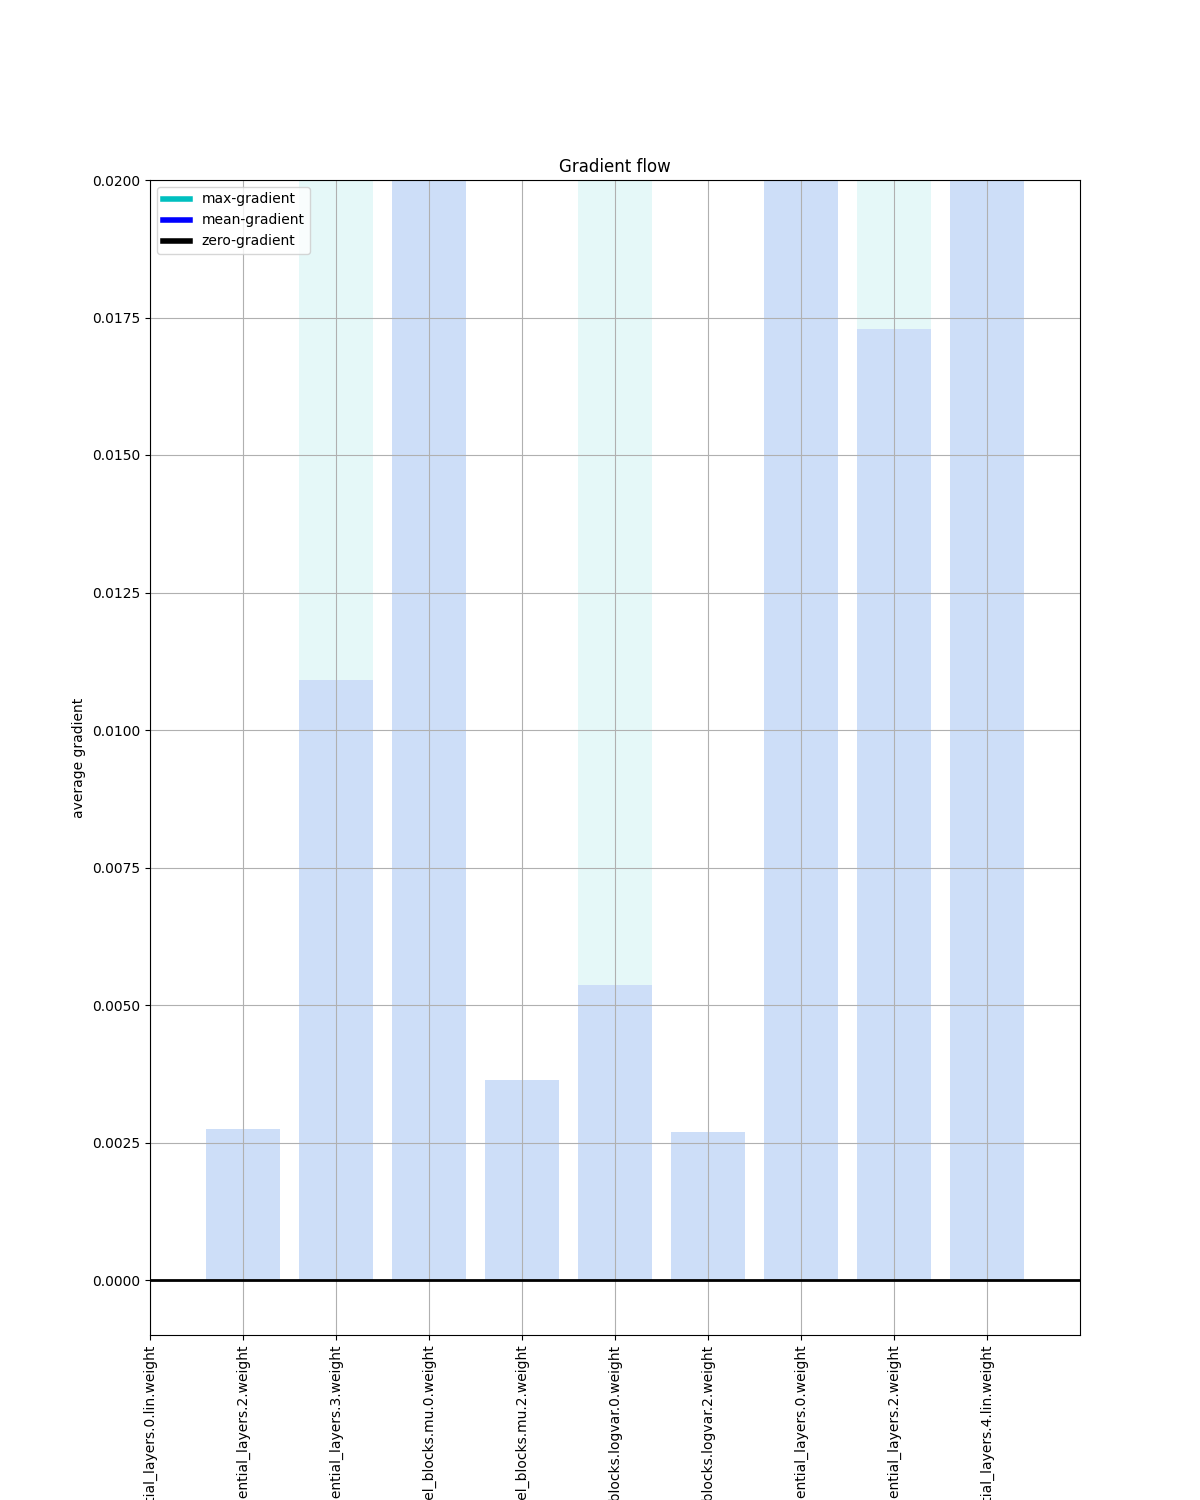 Gradient flow
max-gradient
mean-gradient
zero-gradient
0.0200
0.0175
0.0150
0.0125
0.0100
0.0075
0.0050
0.0025
0.0000
average gradient
tial_layers.0.lin.weight
ential_layers.2.weight
ential_layers.3.weight
el_blocks.mu.0.weight
el_blocks.mu.2.weight
blocks.logvar.0.weight
blocks.logvar.2.weight
ential_layers.0.weight
ential_layers.2.weight
tial_layers.4.lin.weight